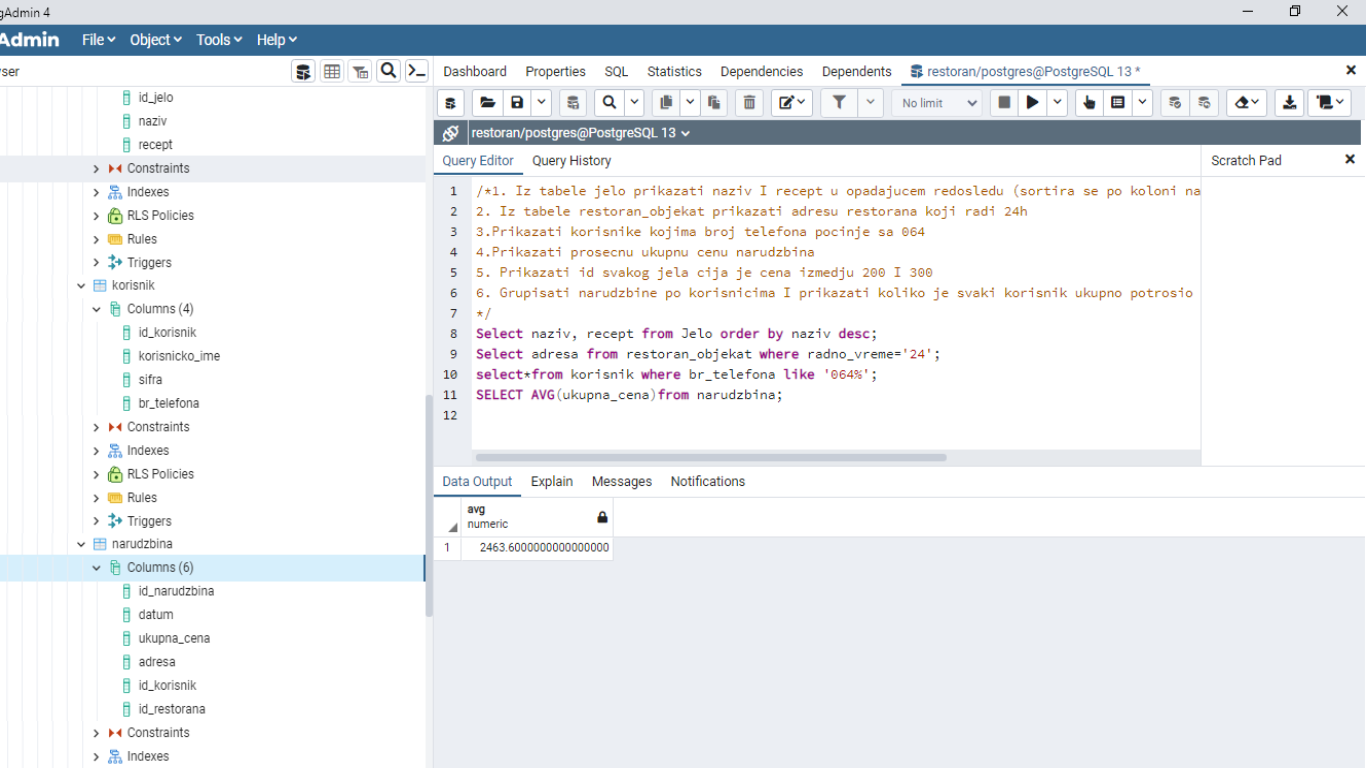 gAdmin 4
Admin File Object Tools Help
ser
Dashboard Properties SQL Statistics Dependencies Dependents restoran/postgres@PostgreSQL 13 *
No limit
restoran/postgres@PostgreSQL 13
Query Editor Query History
Scratch Pad
id_jelo
naziv
recept
Constraints
Indexes
RLS Policies
Rules
Triggers
korisnik
Columns (4)
id_korisnik
korisnicko_ime
sifra
br_telefona
Constraints
Indexes
RLS Policies
Rules
Triggers
narudzbina
Columns (6)
id_narudzbina
datum
ukupna_cena
adresa
id_korisnik
id_restorana
Constraints
Indexes
1 /*1. Iz tabele jelo prikazati naziv I recept u opadajucem redosledu (sortira se po koloni na
2 2. Iz tabele restoran_objekat prikazati adresu restorana koji radi 24h
3 3.Prikazati korisnike kojima broj telefona pocinje sa 064
4 4.Prikazati prosecnu ukupnu cenu narudzbina
5 5. Prikazati id svakog jela cija je cena izmedju 200 I 300
6 6. Grupisati narudzbine po korisnicima I prikazati koliko je svaki korisnik ukupno potrosio
7 */
8 Select naziv, recept from Jelo order by naziv desc;
9 Select adresa from restoran_objekat where radno_vreme='24';
10 select*from korisnik where br_telefona like '064%';
11 SELECT AVG(ukupna_cena)from narudzbina;
12
Data Output Explain Messages Notifications
avg
numeric
1 2463.6000000000000000